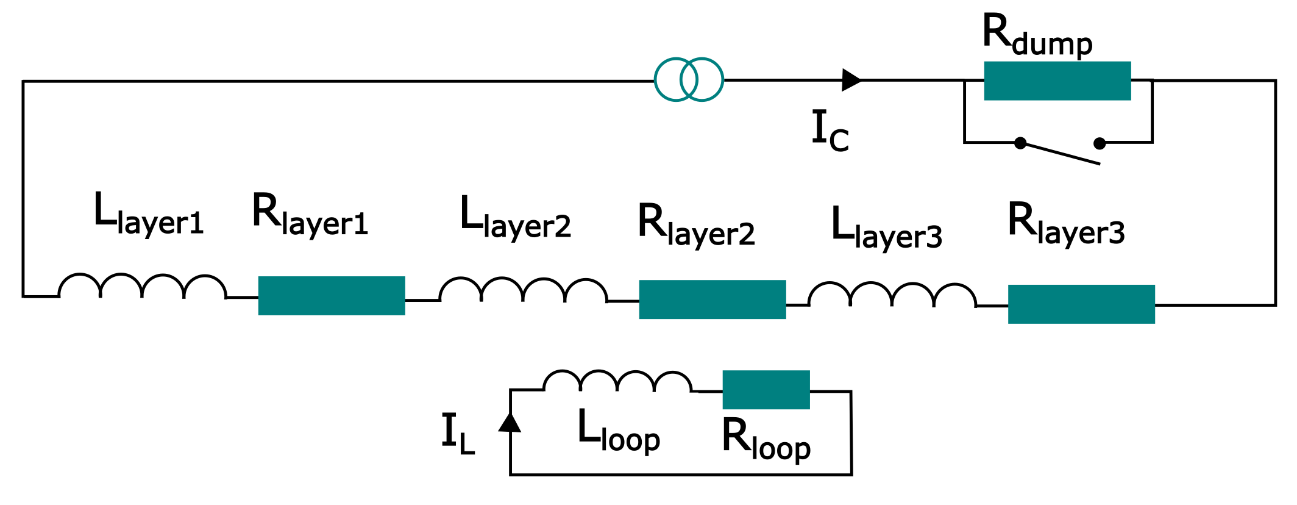 R_dump
I_C
L_layer1 R_layer1 L_layer2 R_layer2 L_layer3 R_layer3
I_L L_loop R_loop